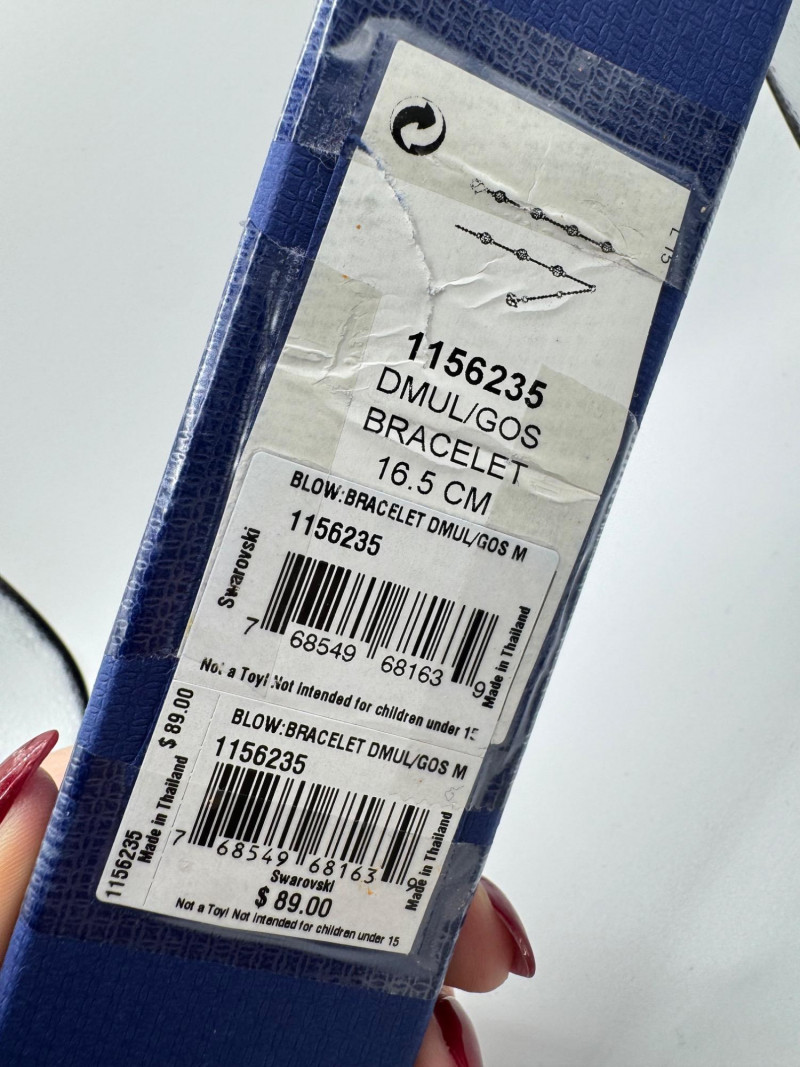 L 15
1156235
DMUL/GOS
BRACELET
16.5 CM
BLOW:BRACELET DMUL/GOS M
1156235
Swarovski
7 68549 68163 9
Made in Thailand
Not a Toy! Not intended for children under 15
$ 89.00
Made in Thailand
1156235
BLOW:BRACELET DMUL/GOS M
1156235
7 68549 68163 9
Made in Thailand
Swarovski
$ 89.00
Not a Toy! Not intended for children under 15